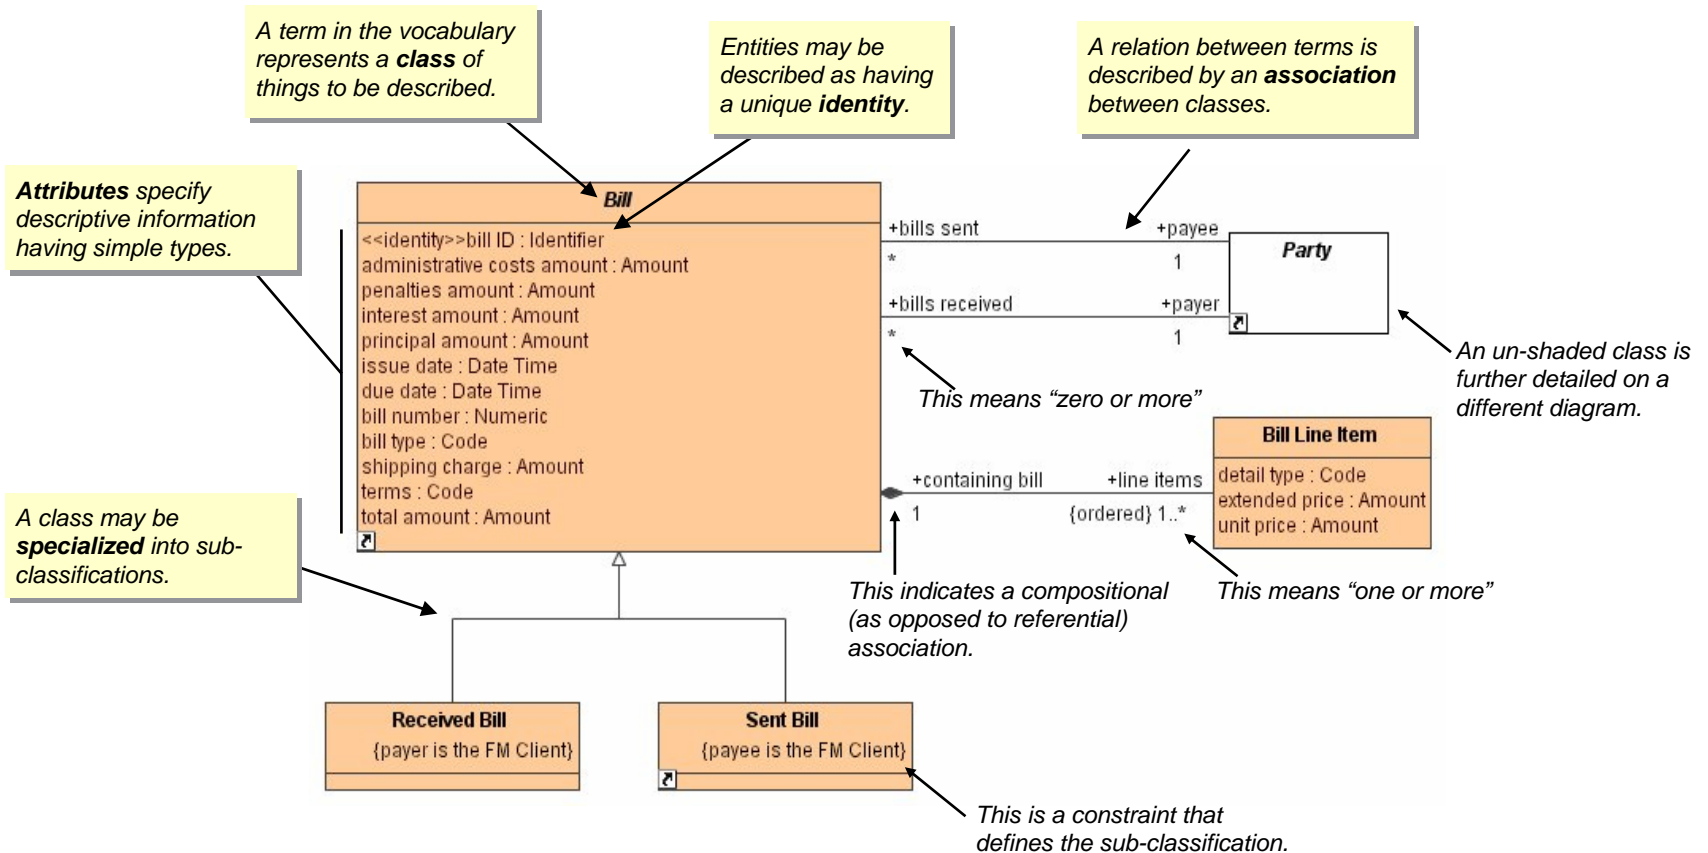 A term in the vocabulary
represents a class of
things to be described.
Entities may be
described as having
a unique identity.
A relation between terms is
described by an association
between classes.
Attributes specify
descriptive information
having simple types.
Bill
<<identity>>bill ID : Identifier
administrative costs amount : Amount
penalties amount : Amount
interest amount : Amount
principal amount : Amount
issue date : Date Time
due date : Date Time
bill number : Numeric
bill type : Code
shipping charge : Amount
terms : Code
total amount : Amount
+bills sent
+payee
*
1
+bills received
+payer
*
1
Party
An un-shaded class is
further detailed on a
different diagram.
This means “zero or more”
Bill Line Item
detail type : Code
extended price : Amount
unit price : Amount
+containing bill
+line items
1
{ordered} 1..*
A class may be
specialized into sub-
classifications.
This indicates a compositional
(as opposed to referential)
association.
This means “one or more”
Received Bill
{payer is the FM Client}
Sent Bill
{payee is the FM Client}
This is a constraint that
defines the sub-classification.